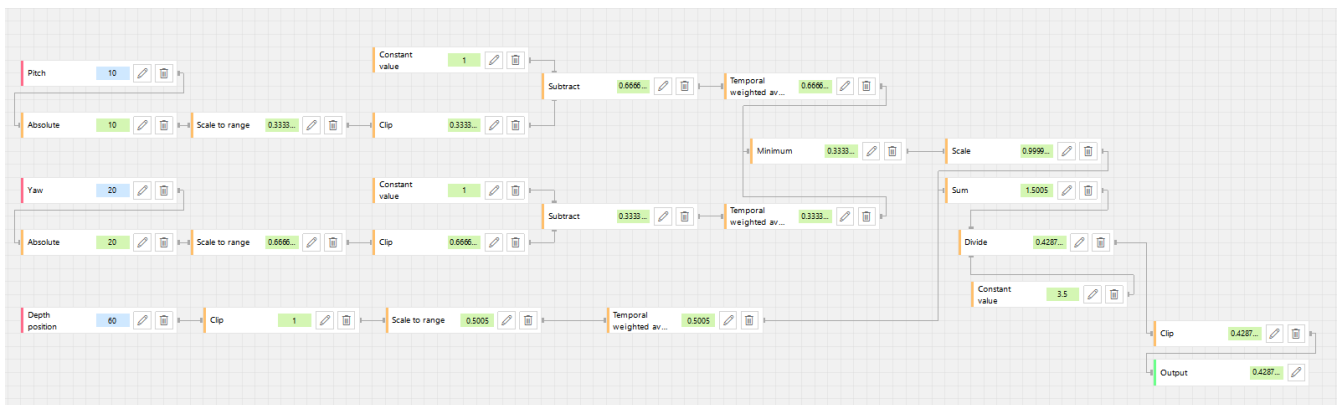 Constant
value 1
Pitch 10
Subtract 0.6666...
Temporal
weighted av... 0.6666...
Absolute 10
Scale to range 0.3333...
Clip 0.3333...
Minimum 0.3333...
Scale 0.9999...
Yaw 20
Constant
value 1
Sum 1.5005
Subtract 0.3333...
Temporal
weighted av... 0.3333...
Absolute 20
Scale to range 0.6666...
Clip 0.6666...
Divide 0.4287...
Constant
value 3.5
Depth
position 60
Clip 1
Scale to range 0.5005
Temporal
weighted av... 0.5005
Clip 0.4287...
Output 0.4287...